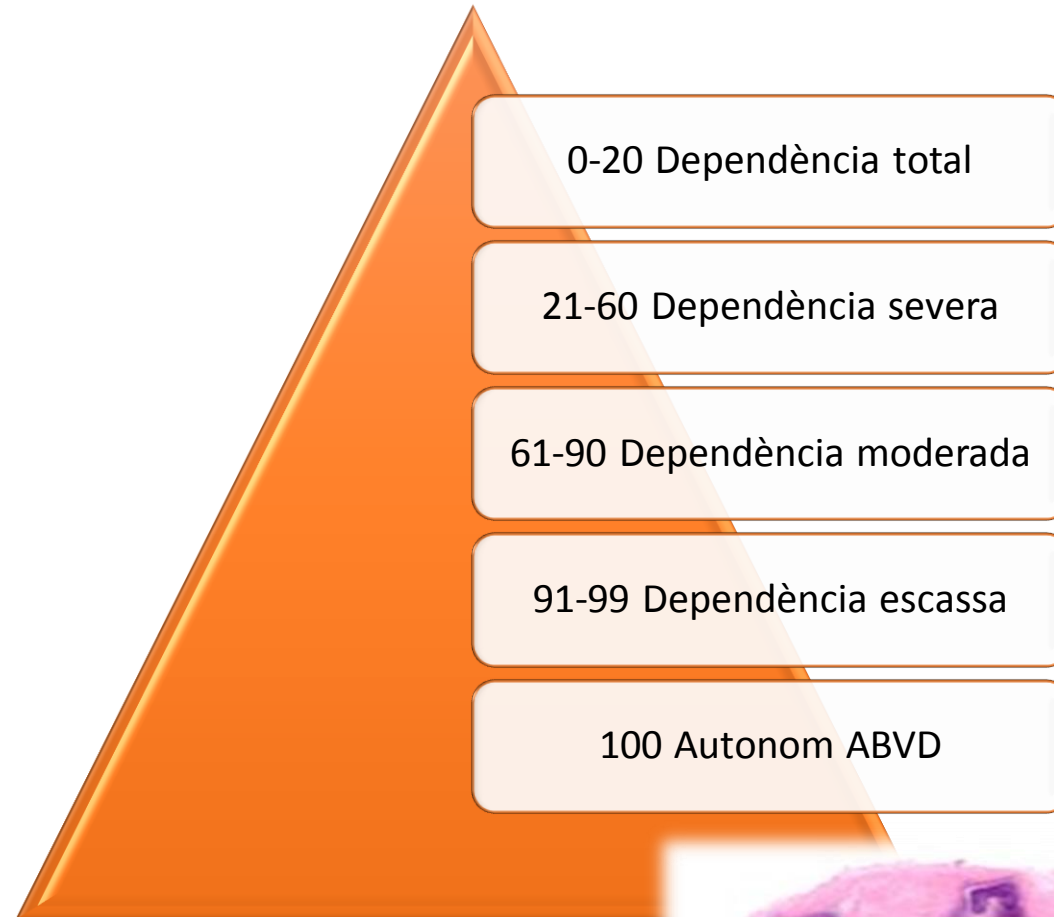 0-20 Dependència total
21-60 Dependència severa
61-90 Dependència moderada
91-99 Dependència escassa
100 Autonom ABVD